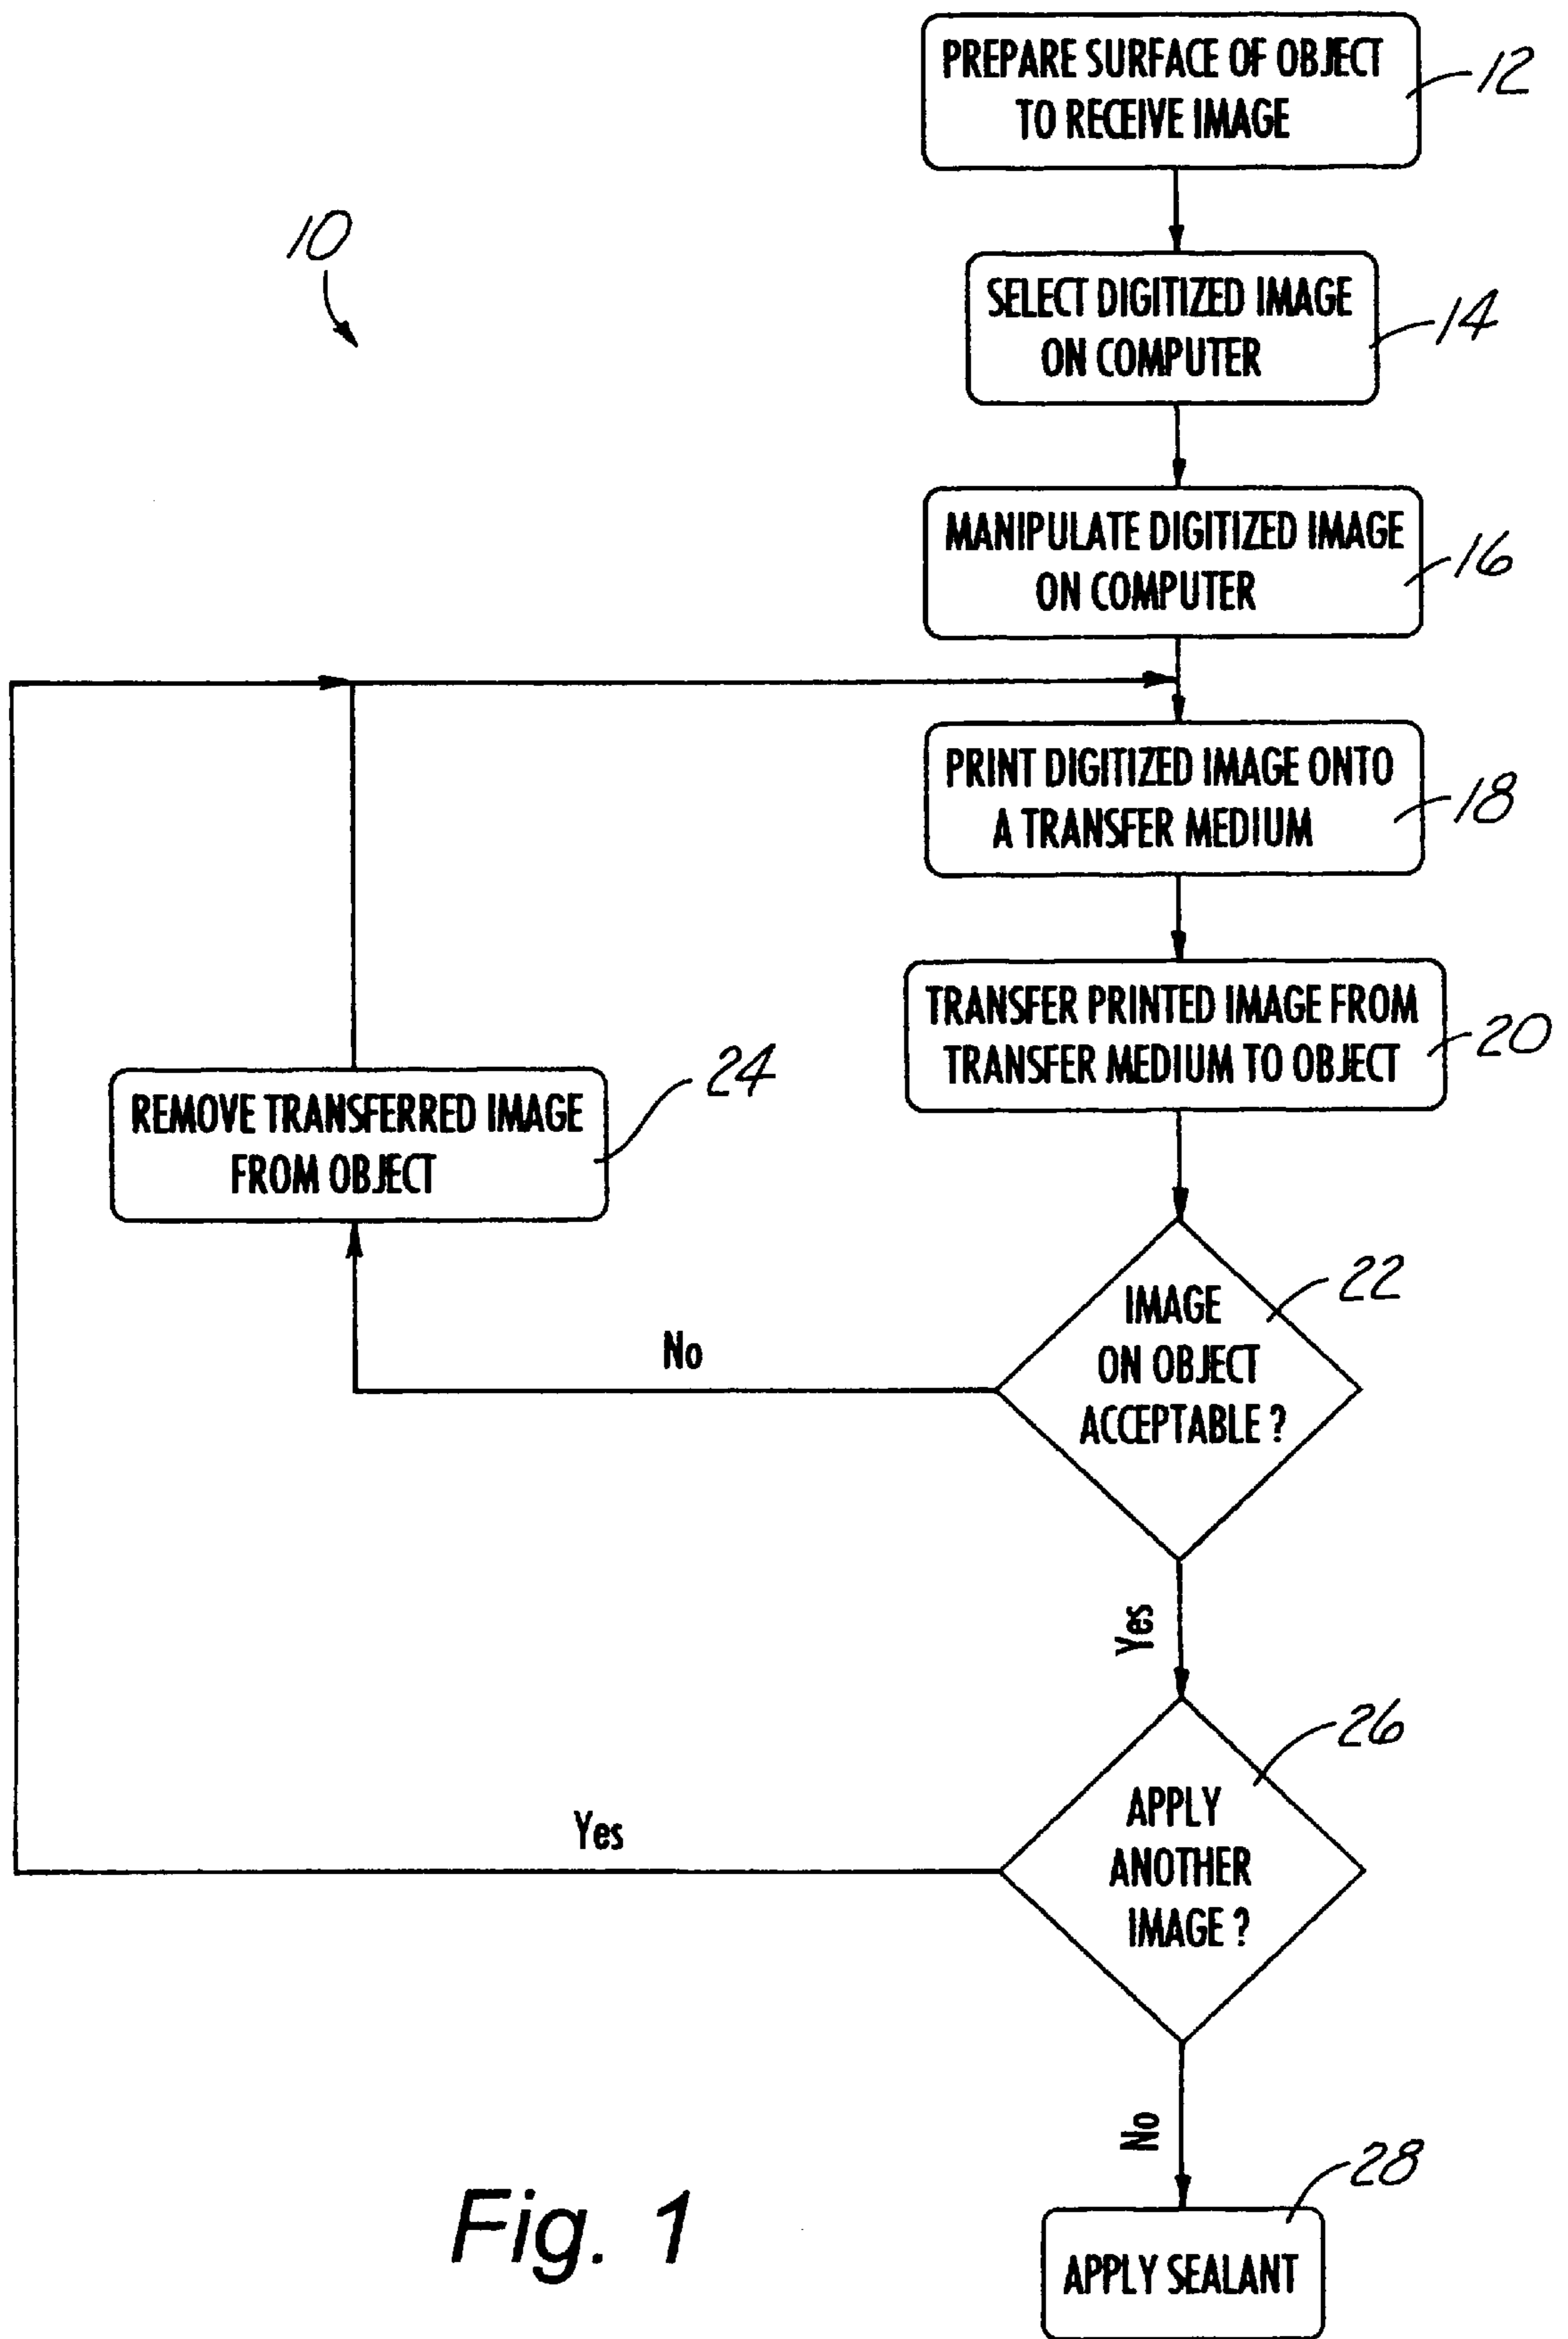 PREPARE SURFACE OF OBJECT
TO RECEIVE IMAGE
12
10
SELECT DIGITIZED IMAGE
ON COMPUTER
14
MANIPULATE DIGITIZED IMAGE
ON COMPUTER
16
PRINT DIGITIZED IMAGE ONTO
A TRANSFER MEDIUM
18
TRANSFER PRINTED IMAGE FROM
TRANSFER MEDIUM TO OBJECT
20
REMOVE TRANSFERRED IMAGE
FROM OBJECT
24
IMAGE
ON OBJECT
ACCEPTABLE ?
22
No
Yes
APPLY
ANOTHER
IMAGE ?
26
Yes
No
APPLY SEALANT
28
Fig. 1